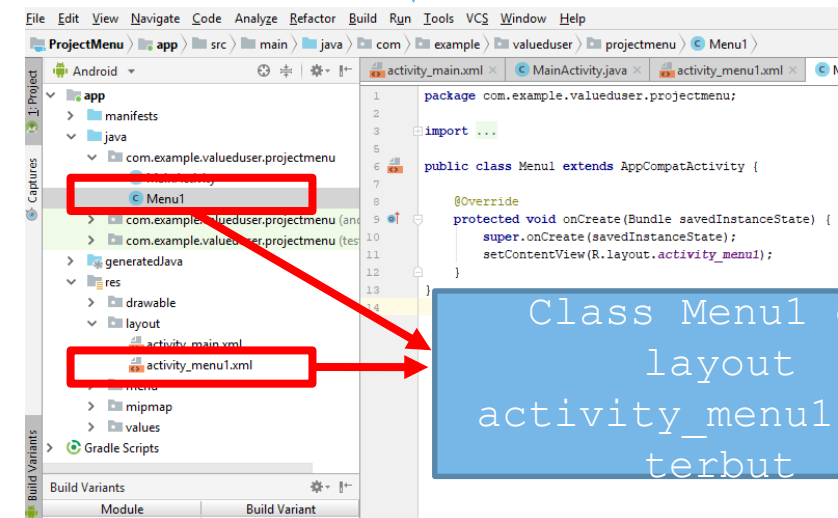 File Edit View Navigate Code Analyze Refactor Build Run Tools VCS Window Help
ProjectMenu app src main java com example valueduser projectmenu Menu1
Android
activity_main.xml MainActivity.java activity_menu1.xml
1: Project
Captures
Build Variants
app
manifests
java
com.example.valueduser.projectmenu
MainActivity
Menu1
com.example.valueduser.projectmenu (and
com.example.valueduser.projectmenu (tes
generatedJava
res
drawable
layout
activity_main.xml
activity_menu1.xml
menu
mipmap
values
Gradle Scripts
Build Variants
Module Build Variant
1 package com.example.valueduser.projectmenu;
2
3 import ...
5
6 public class Menu1 extends AppCompatActivity {
7
8 @Override
9 protected void onCreate(Bundle savedInstanceState) {
10 super.onCreate(savedInstanceState);
11 setContentView(R.layout.activity_menu1);
12 }
13 }
14
Class Menu1
layout
activity_menu1
terbut